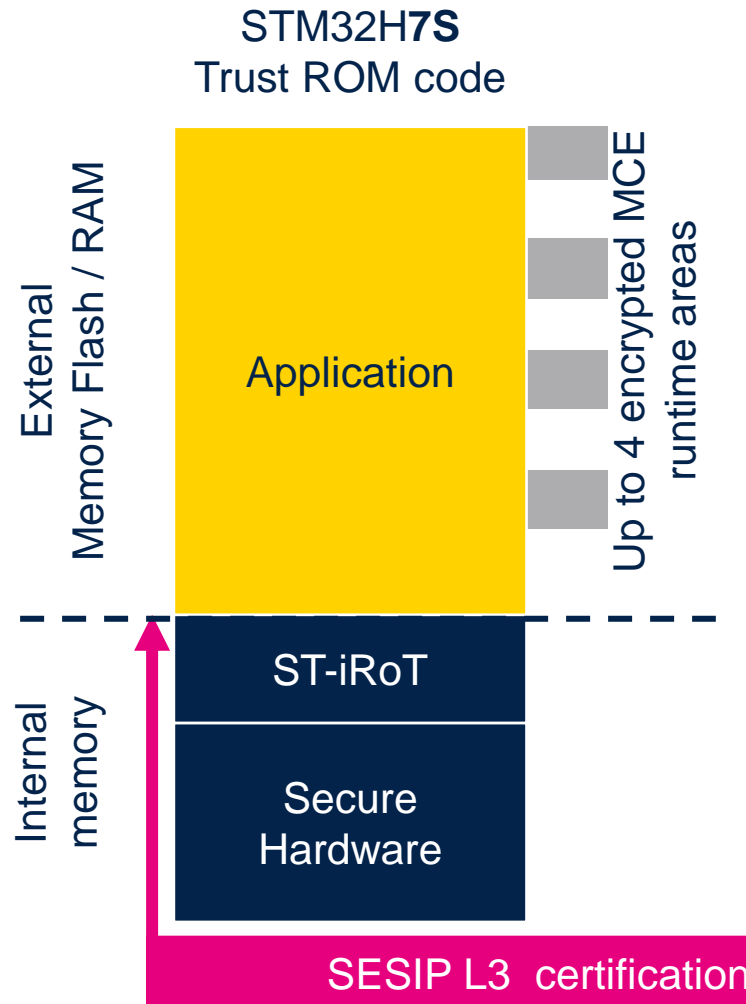 STM32H7S
Trust ROM code
External
Memory Flash / RAM
Application
Up to 4 encrypted MCE
runtime areas
Internal
memory
ST-iRoT
Secure
Hardware
SESIP L3 certification